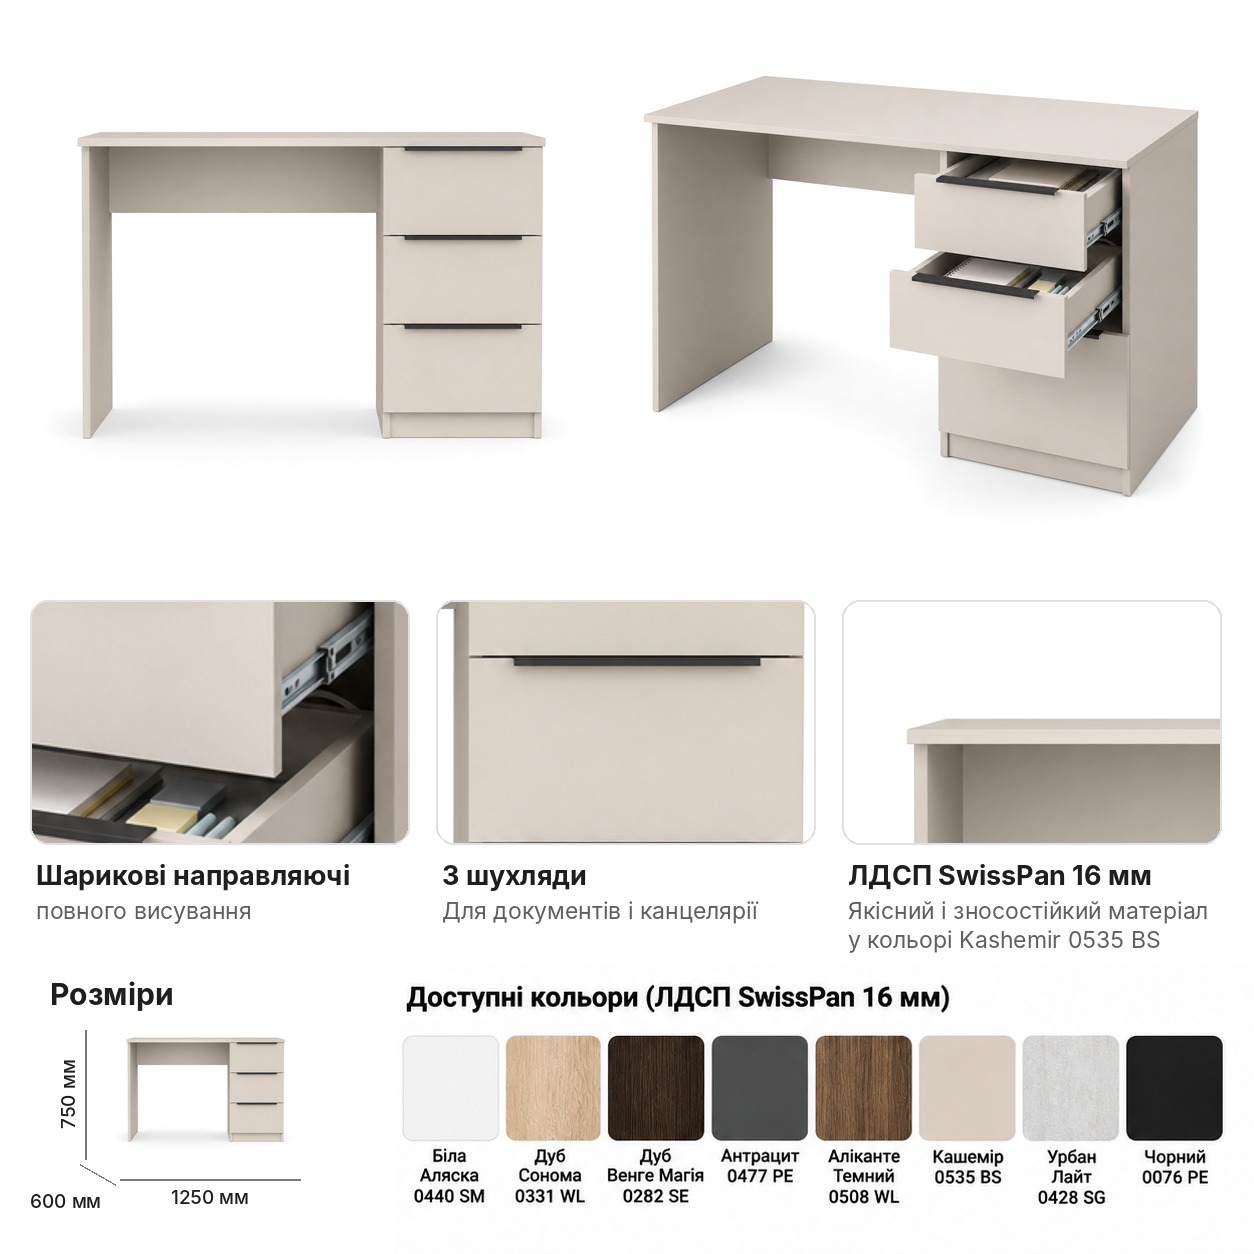 Шарикові направляючі
повного висування
3 шухляди
Для документів і канцелярії
ЛДСП SwissPan 16 мм
Якісний і зносостійкий матеріал
у кольорі Kashemir 0535 BS
Розміри
750 мм
600 мм
1250 мм
Доступні кольори (ЛДСП SwissPan 16 мм)
Біла
Аляска
0440 SM
Дуб
Сонома
0331 WL
Дуб
Венге Магія
0282 SE
Антрацит
0477 PE
Аліканте
Темний
0508 WL
Кашемір
0535 BS
Урбан
Лайт
0428 SG
Чорний
0076 PE